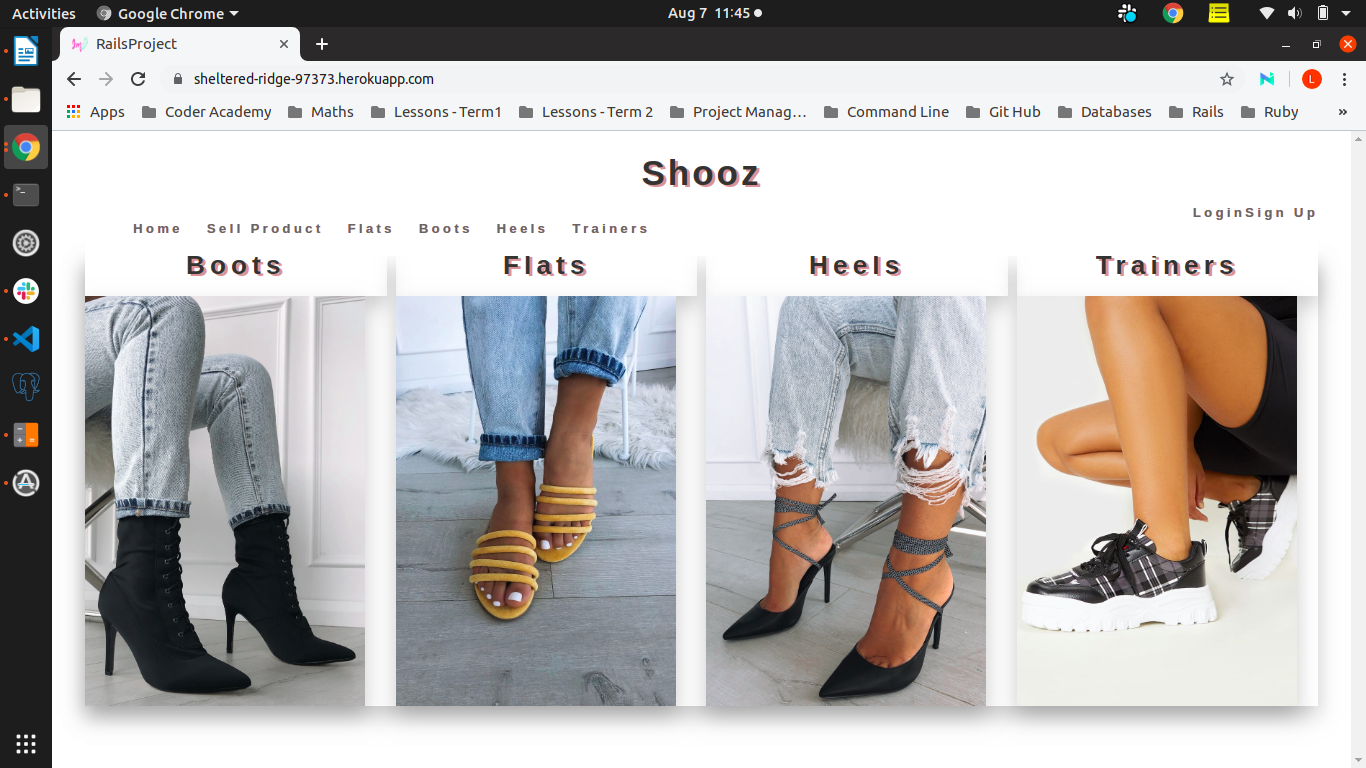 Activities Google Chrome Aug 7 11:45
RailsProject
sheltered-ridge-97373.herokuapp.com L
Apps Coder Academy Maths Lessons - Term1 Lessons - Term 2 Project Manag… Command Line Git Hub Databases Rails Ruby »
Shooz
LoginSign Up
Home Sell Product Flats Boots Heels Trainers
Boots Flats Heels Trainers